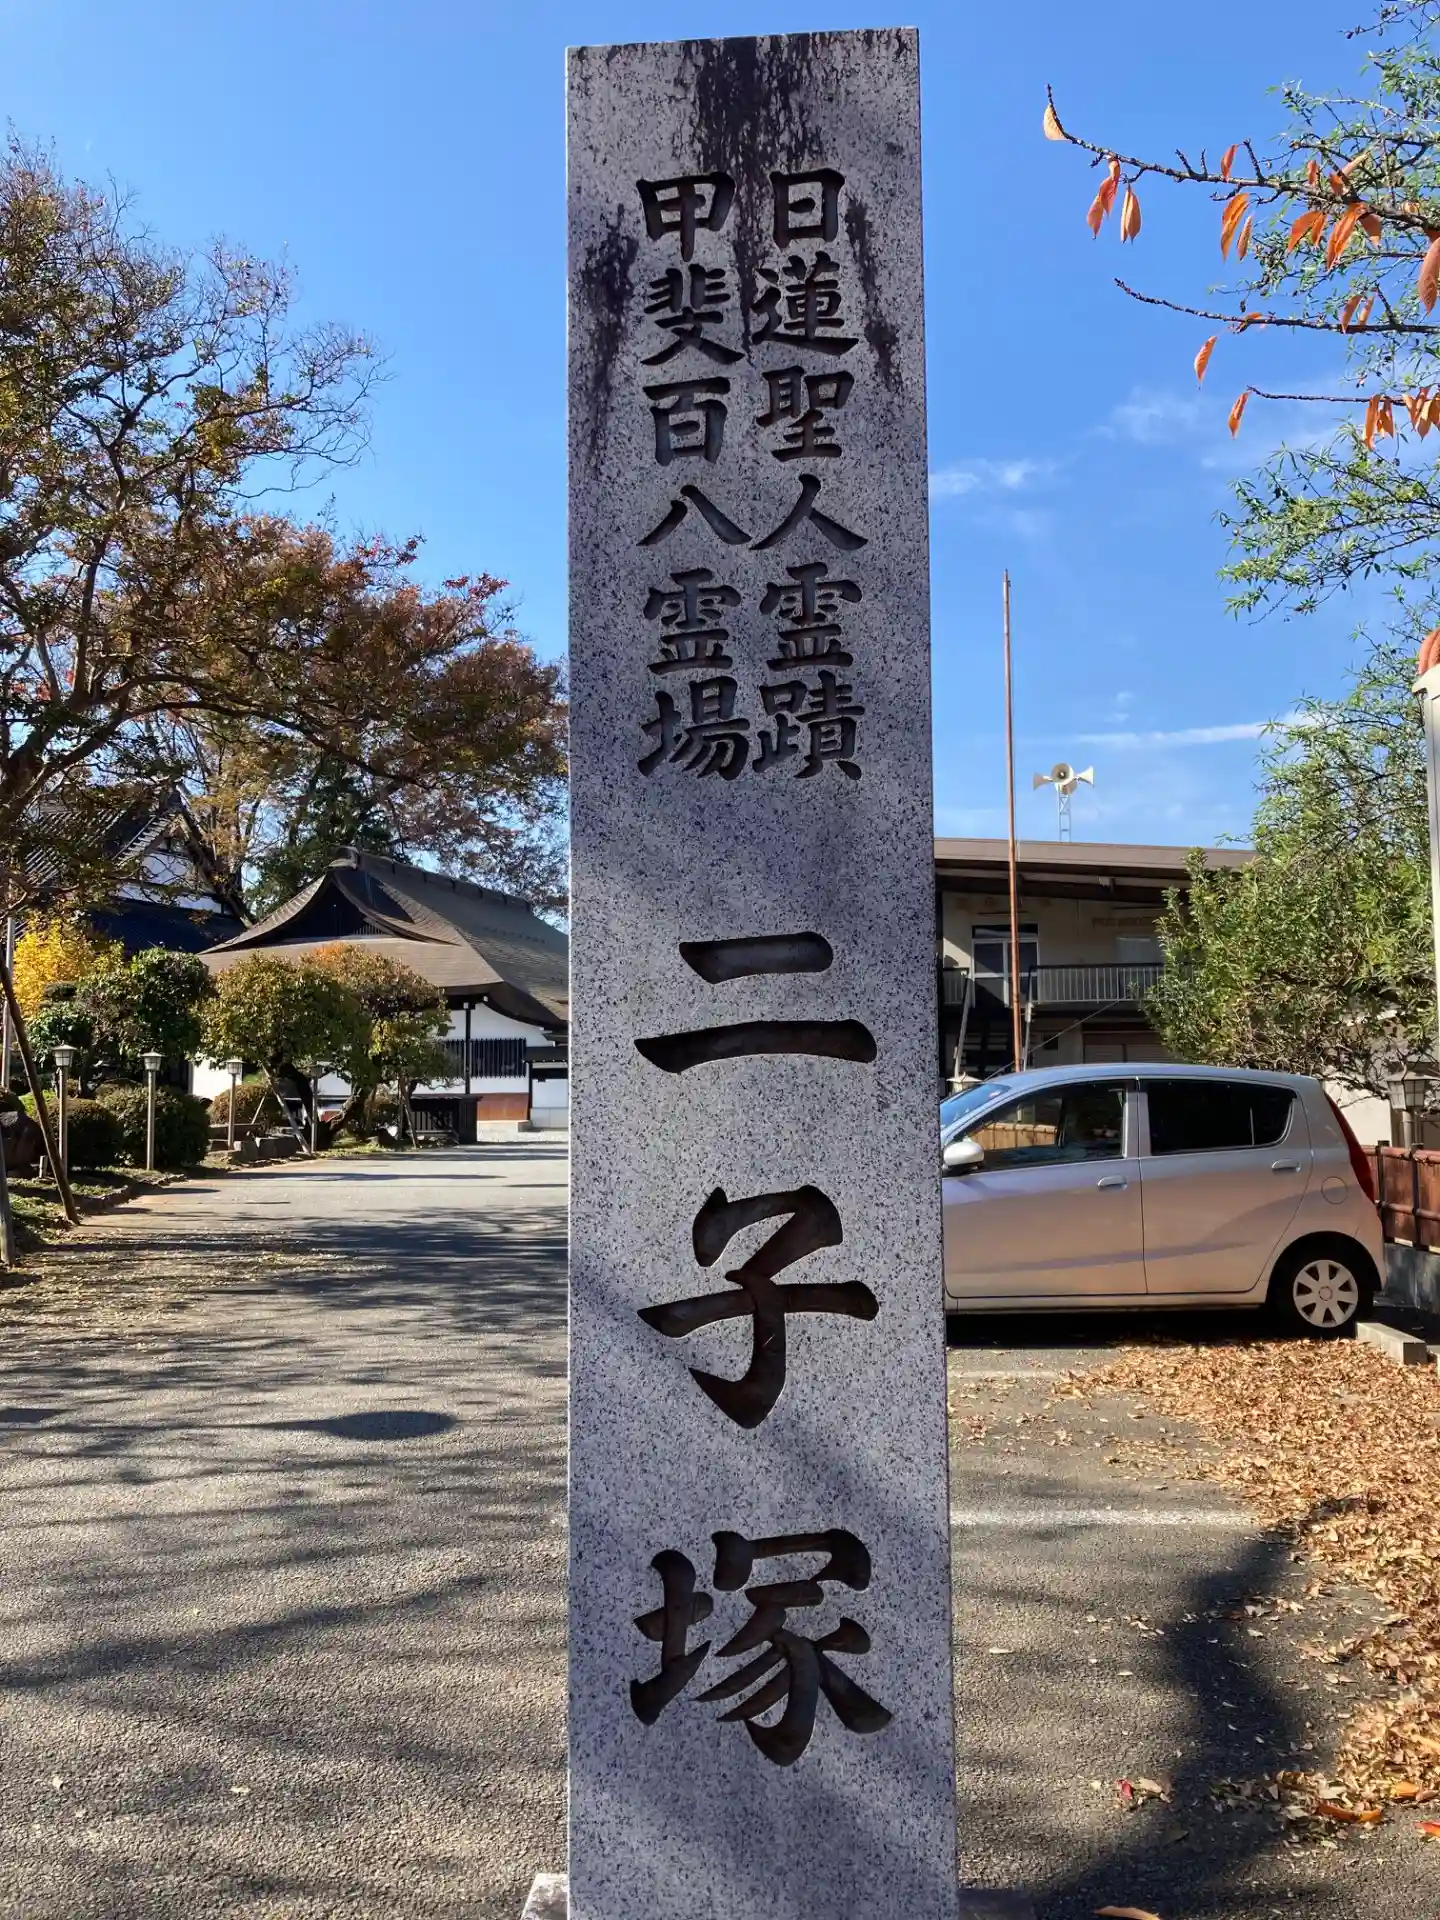 日蓮聖人霊蹟
甲斐百八霊場
二子塚